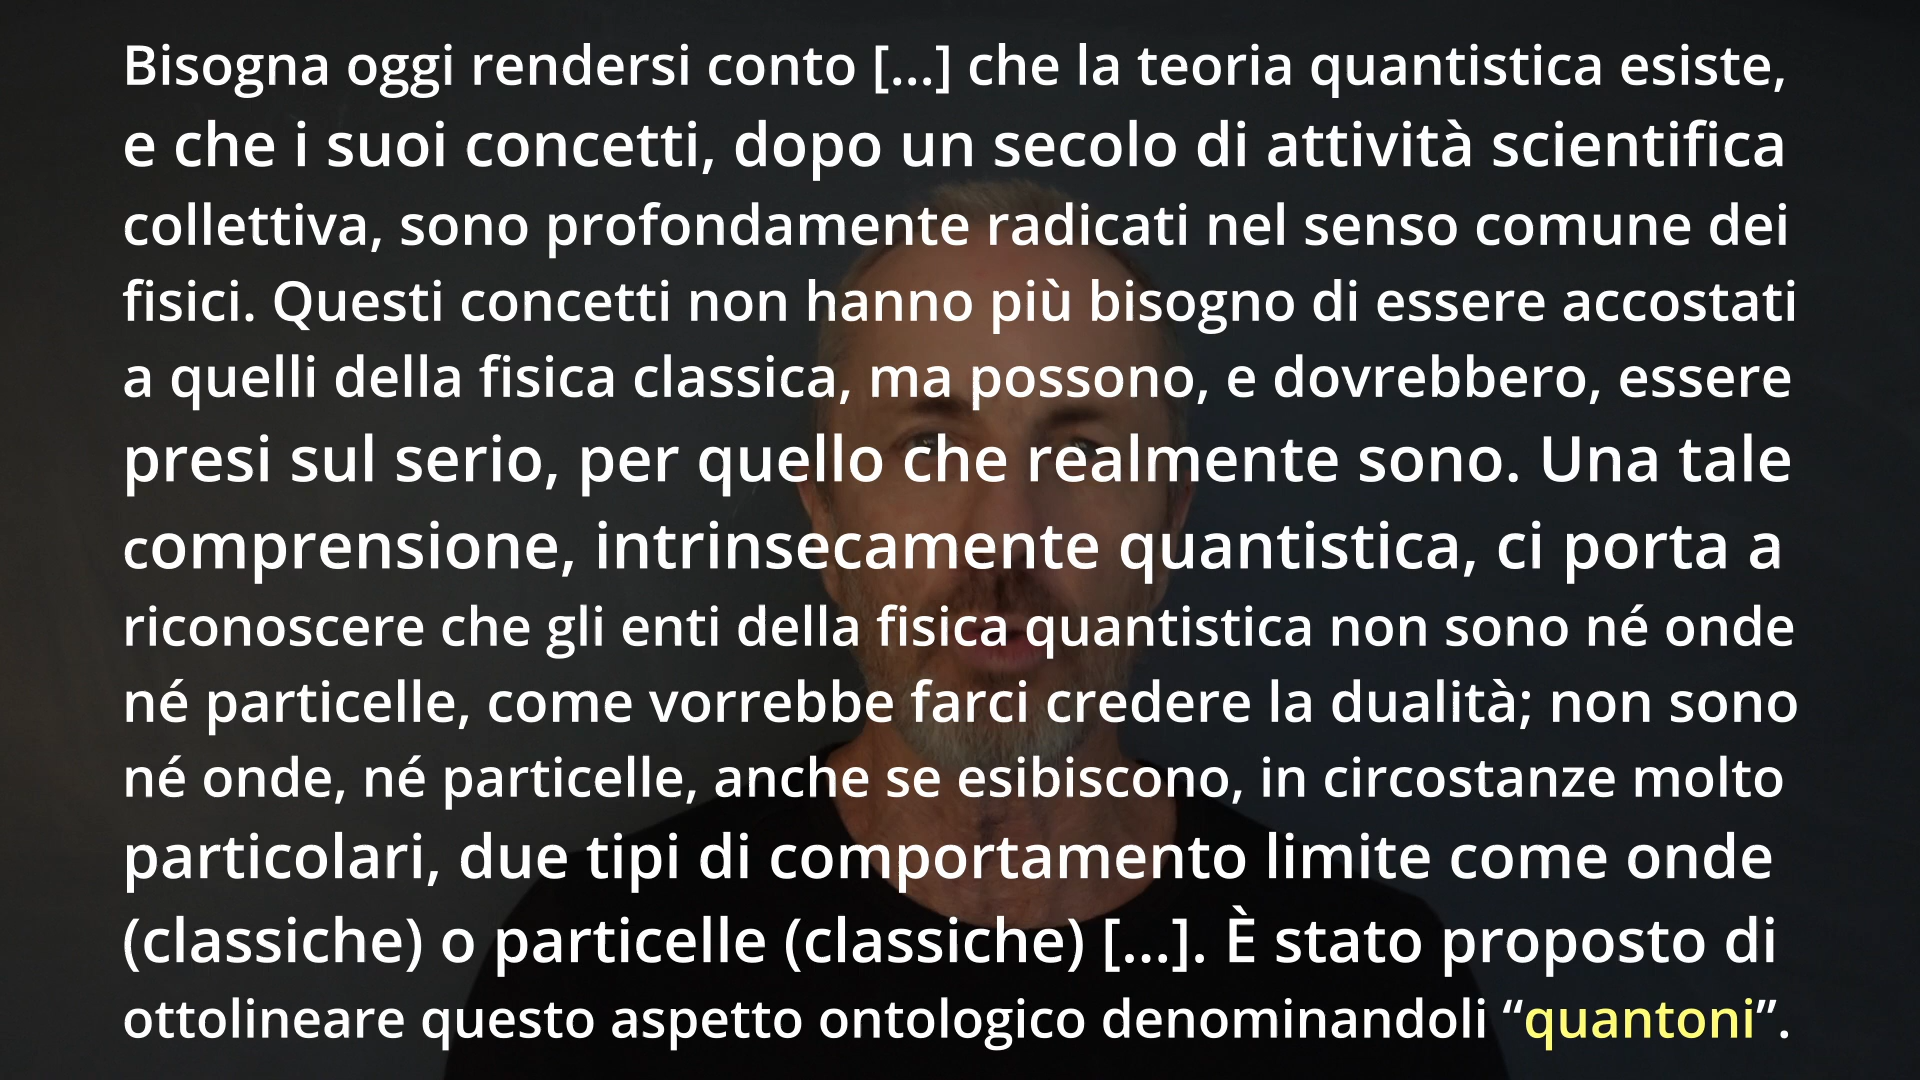 Bisogna oggi rendersi conto [...] che la teoria quantistica esiste,
e che i suoi concetti, dopo un secolo di attività scientifica
collettiva, sono profondamente radicati nel senso comune dei
fisici. Questi concetti non hanno più bisogno di essere accostati
a quelli della fisica classica, ma possono, e dovrebbero, essere
presi sul serio, per quello che realmente sono. Una tale
comprensione, intrinsecamente quantistica, ci porta a
riconoscere che gli enti della fisica quantistica non sono né onde
né particelle, come vorrebbe farci credere la dualità; non sono
né onde, né particelle, anche se esibiscono, in circostanze molto
particolari, due tipi di comportamento limite come onde
(classiche) o particelle (classiche) [...]. È stato proposto di
ottolineare questo aspetto ontologico denominandoli “quantoni”.